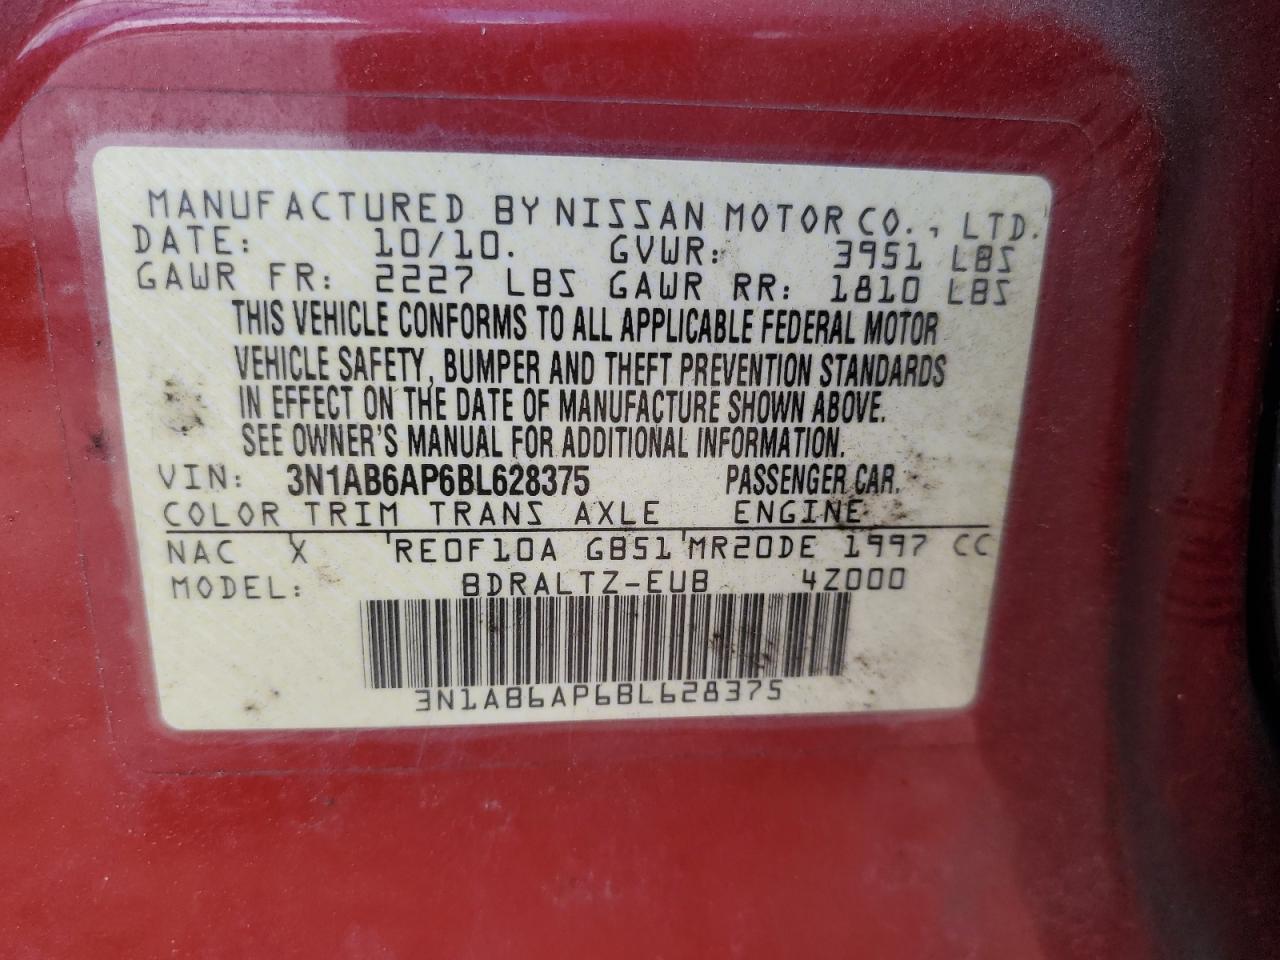 MANUFACTURED BY NISSAN MOTOR CO., LTD.
DATE: 10/10. GVWR: 3951 LBS
GAWR FR: 2227 LBS GAWR RR: 1810 LBS
THIS VEHICLE CONFORMS TO ALL APPLICABLE FEDERAL MOTOR
VEHICLE SAFETY, BUMPER AND THEFT PREVENTION STANDARDS
IN EFFECT ON THE DATE OF MANUFACTURE SHOWN ABOVE.
SEE OWNER'S MANUAL FOR ADDITIONAL INFORMATION.
VIN: 3N1AB6AP6BL628375 PASSENGER CAR.
COLOR TRIM TRANS AXLE ENGINE
NAC 'X 'RE0F10A GB51'MR20DE 1997 CC
MODEL: BDRALTZ-EUB 4Z000
3N1AB6AP6BL628375